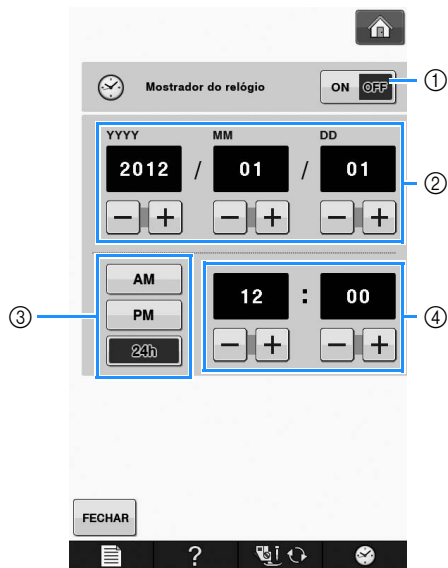 Mostrador do relógio ON OFF ①
YYYY MM DD
2012 / 01 / 01 ②
− + − + − +
AM
PM
24h
③
12 : 00 ④
− + − +
FECHAR
?